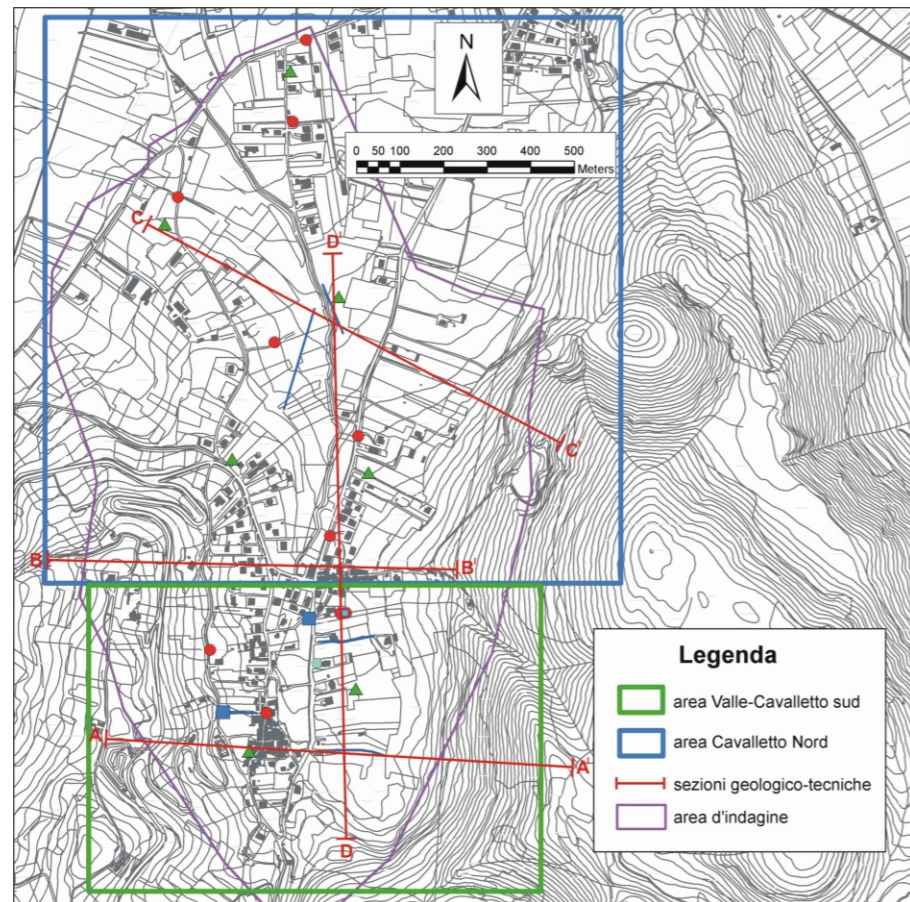 N
0 50 100 200 300 400 500
Meters
C
D'
C'
B
B'
A
A'
D
Legenda
area Valle-Cavalletto sud
area Cavalletto Nord
sezioni geologico-tecniche
area d'indagine